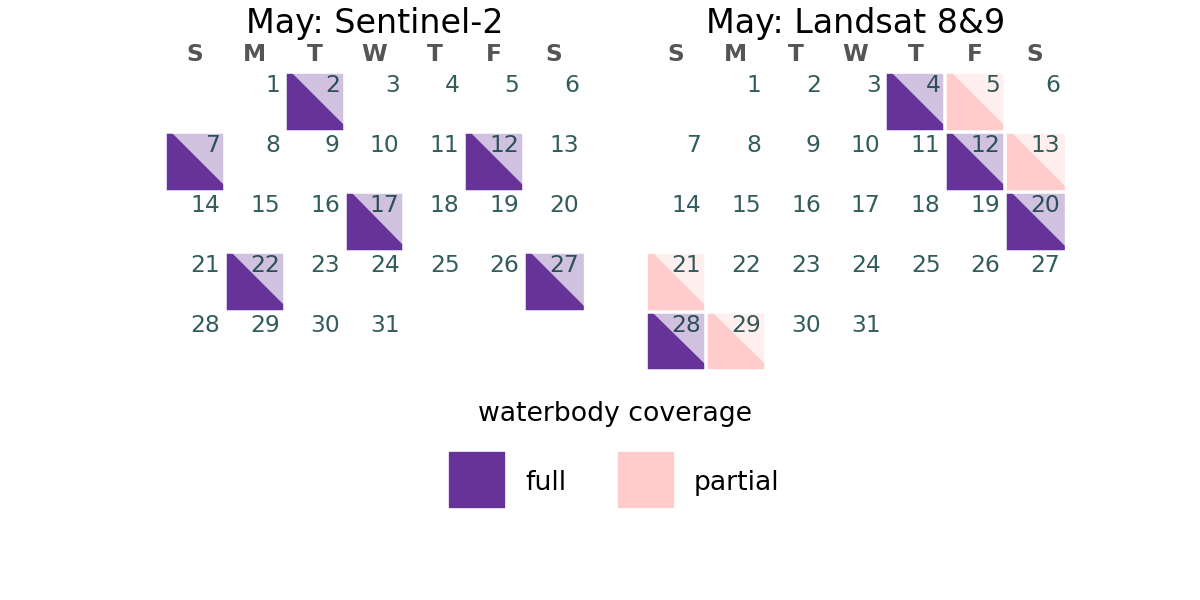 May: Sentinel-2
S M T W T F S
1 2 3 4 5 6
7 8 9 10 11 12 13
14 15 16 17 18 19 20
21 22 23 24 25 26 27
28 29 30 31
May: Landsat 8&9
S M T W T F S
1 2 3 4 5 6
7 8 9 10 11 12 13
14 15 16 17 18 19 20
21 22 23 24 25 26 27
28 29 30 31
waterbody coverage
full partial